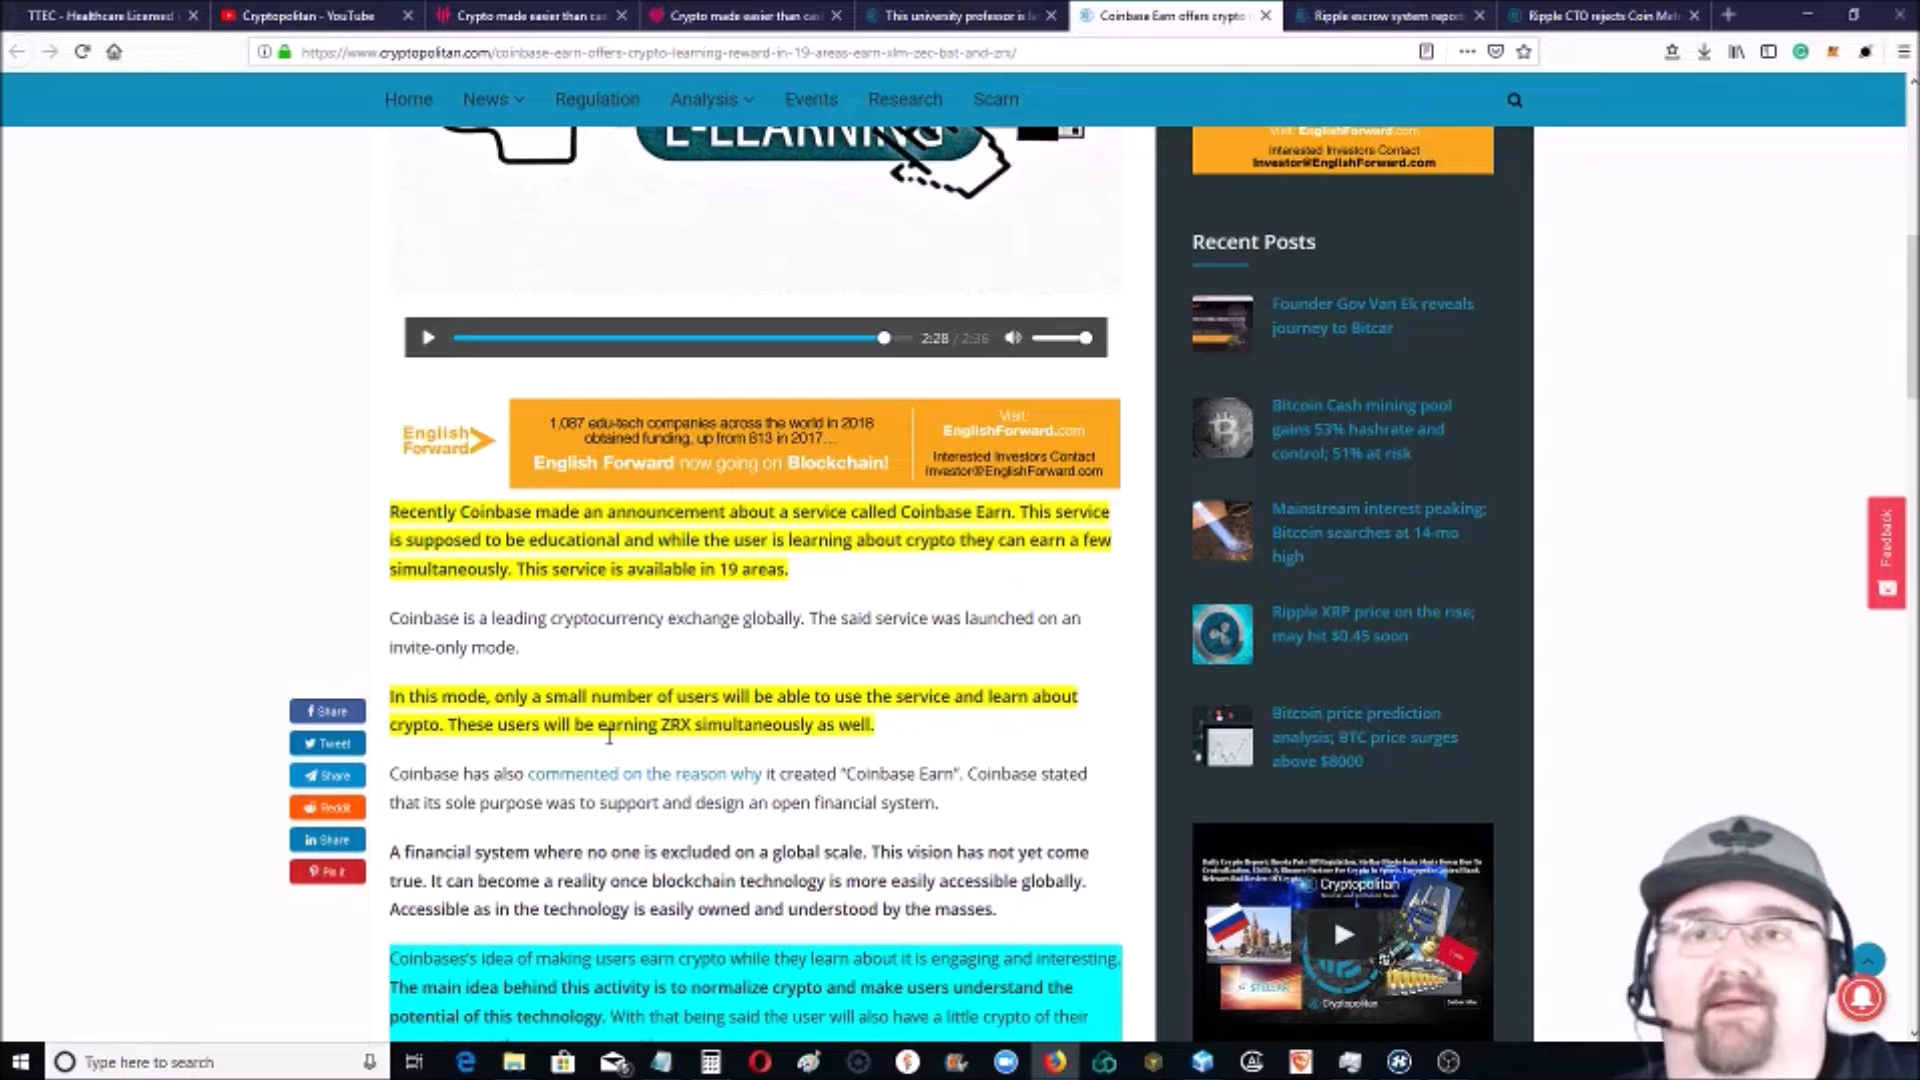 TTEC - Healthcare Licensed
Cryptopolitan - YouTube
Crypto made easier than ca
Crypto made easier than ca
This university professor is
Coinbase Earn offers crypto
Ripple escrow system report
Ripple CTO rejects Coin Met
https://www.cryptopolitan.com/coinbase-earn-offers-crypto-learning-reward-in-19-areas-earn-xlm-zec-bat-and-zrx/
Home News Regulation Analysis Events Research Scam
E-LEARNING
Visit: EnglishForward.com
Interested Investors Contact
Investor@EnglishForward.com
Recent Posts
Founder Gov Van Ek reveals
journey to Bitcar
2:28 / 2:36
Bitcoin Cash mining pool
gains 53% hashrate and
control; 51% at risk
English
Forward
1,087 edu-tech companies across the world in 2018
obtained funding, up from 813 in 2017...
English Forward now going on Blockchain!
Visit:
EnglishForward.com
Interested Investors Contact
Investor@EnglishForward.com
Recently Coinbase made an announcement about a service called Coinbase Earn. This service
is supposed to be educational and while the user is learning about crypto they can earn a few
simultaneously. This service is available in 19 areas.
Mainstream interest peaking;
Bitcoin searches at 14-mo
high
Feedback
Coinbase is a leading cryptocurrency exchange globally. The said service was launched on an
invite-only mode.
Ripple XRP price on the rise;
may hit $0.45 soon
In this mode, only a small number of users will be able to use the service and learn about
crypto. These users will be earning ZRX simultaneously as well.
Bitcoin price prediction
analysis; BTC price surges
above $8000
Share
Tweet
Share
Reddit
Share
Pin it
Coinbase has also commented on the reason why it created "Coinbase Earn". Coinbase stated
that its sole purpose was to support and design an open financial system.
A financial system where no one is excluded on a global scale. This vision has not yet come
true. It can become a reality once blockchain technology is more easily accessible globally.
Accessible as in the technology is easily owned and understood by the masses.
Cryptopolitan
STELLAR
Cryptopolitan
Coinbases's idea of making users earn crypto while they learn about it is engaging and interesting.
The main idea behind this activity is to normalize crypto and make users understand the
potential of this technology. With that being said the user will also have a little crypto of their
Type here to search